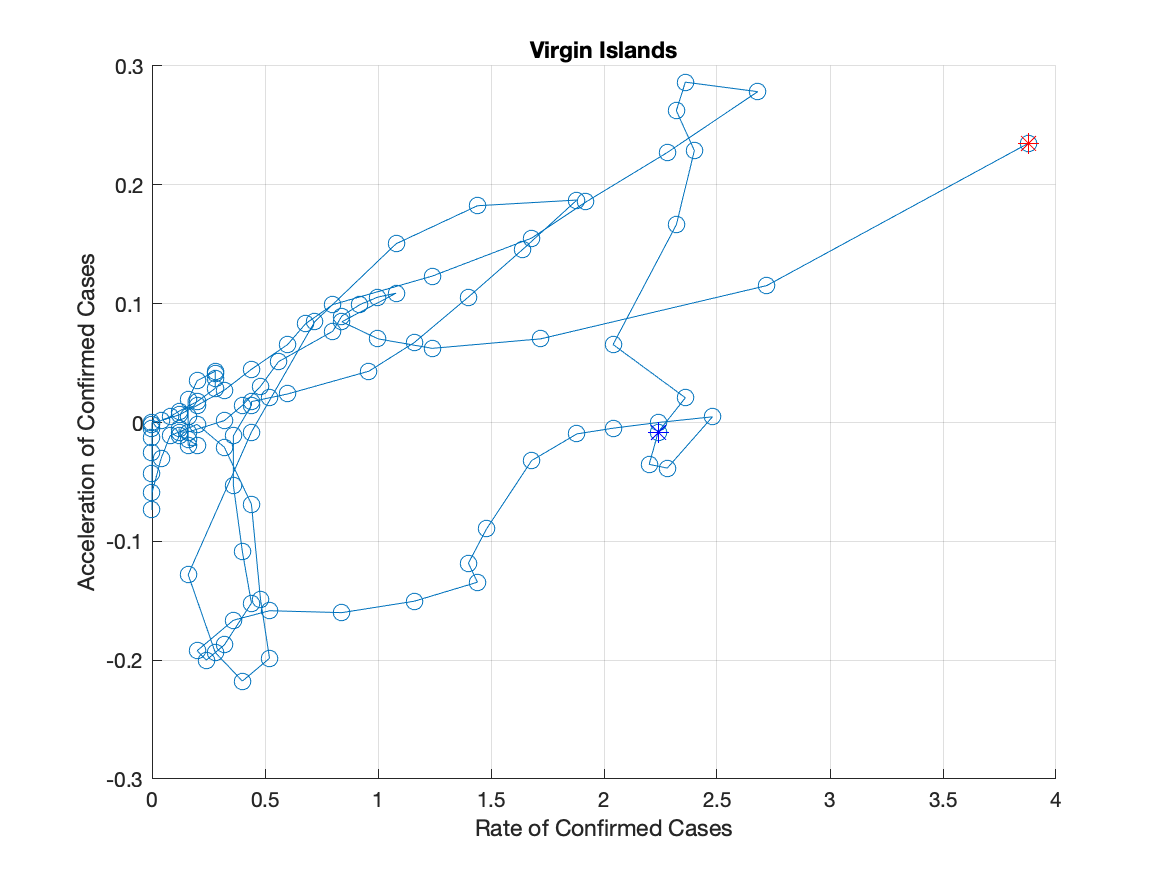 Virgin Islands
0.3
0.2
0.1
0
-0.1
-0.2
-0.3
Acceleration of Confirmed Cases
0 0.5 1 1.5 2 2.5 3 3.5 4
Rate of Confirmed Cases